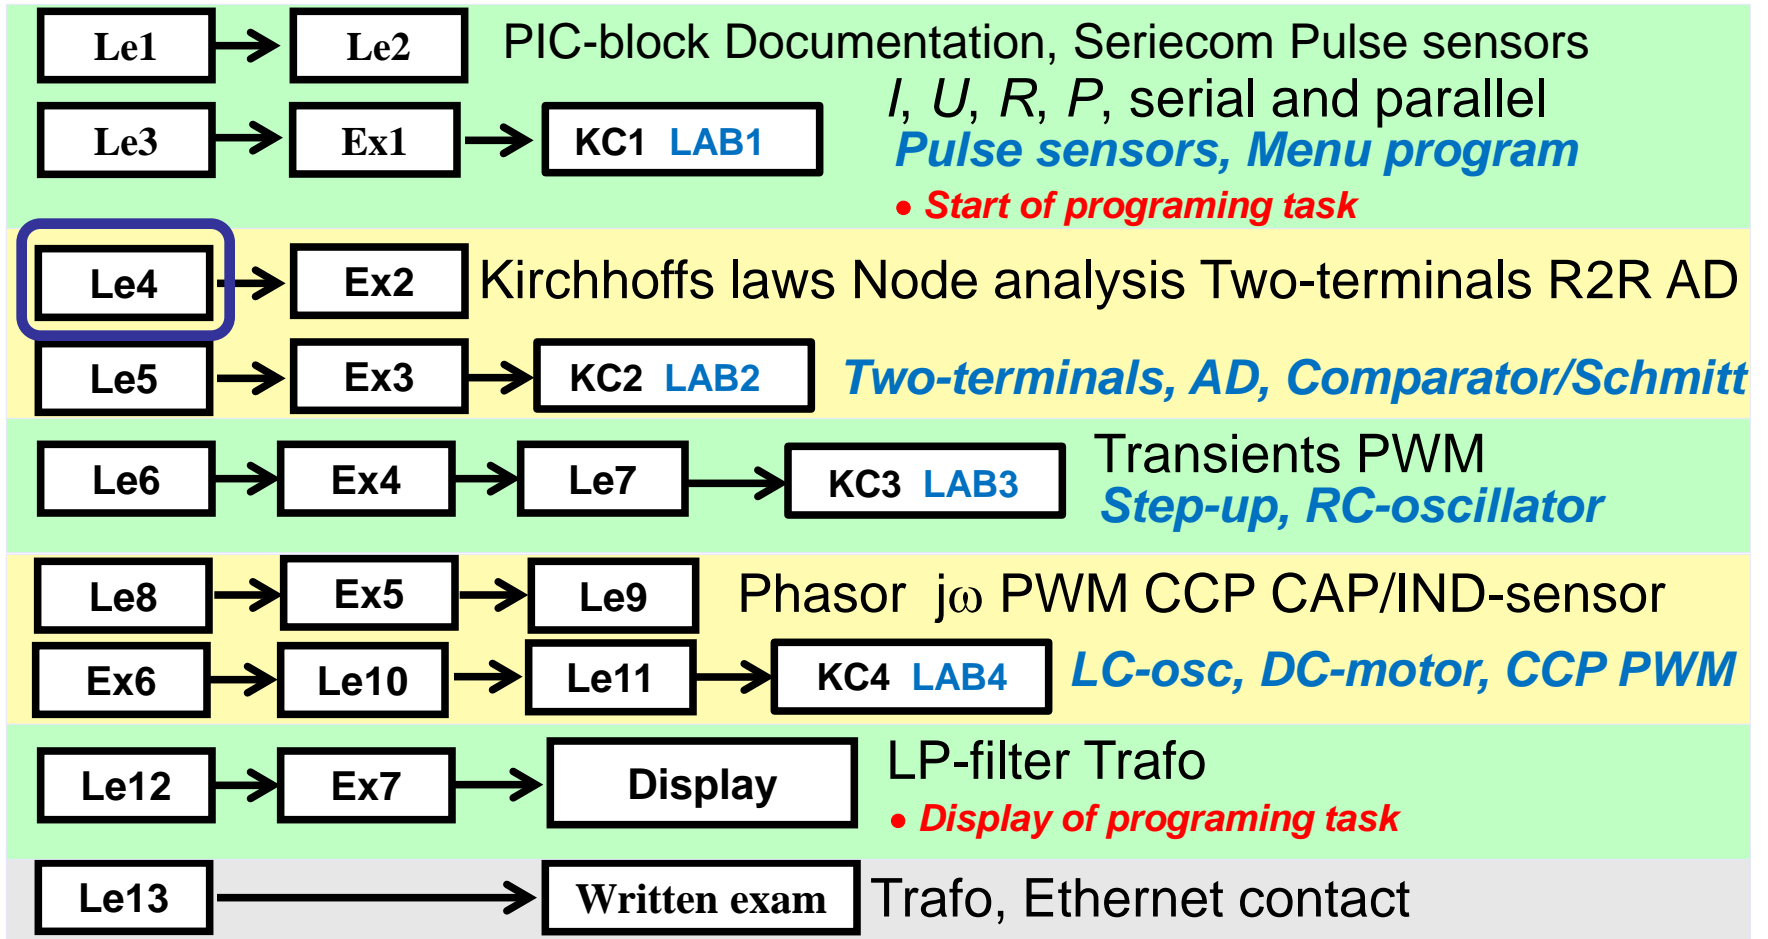 Le1 Le2 PIC-block Documentation, Seriecom Pulse sensors
I, U, R, P, serial and parallel
Le3 Ex1 KC1 LAB1 Pulse sensors, Menu program
• Start of programing task
Le4 Ex2 Kirchhoffs laws Node analysis Two-terminals R2R AD
Le5 Ex3 KC2 LAB2 Two-terminals, AD, Comparator/Schmitt
Le6 Ex4 Le7 KC3 LAB3 Transients PWM
Step-up, RC-oscillator
Le8 Ex5 Le9 Phasor jω PWM CCP CAP/IND-sensor
Ex6 Le10 Le11 KC4 LAB4 LC-osc, DC-motor, CCP PWM
Le12 Ex7 Display LP-filter Trafo
• Display of programing task
Le13 Written exam Trafo, Ethernet contact